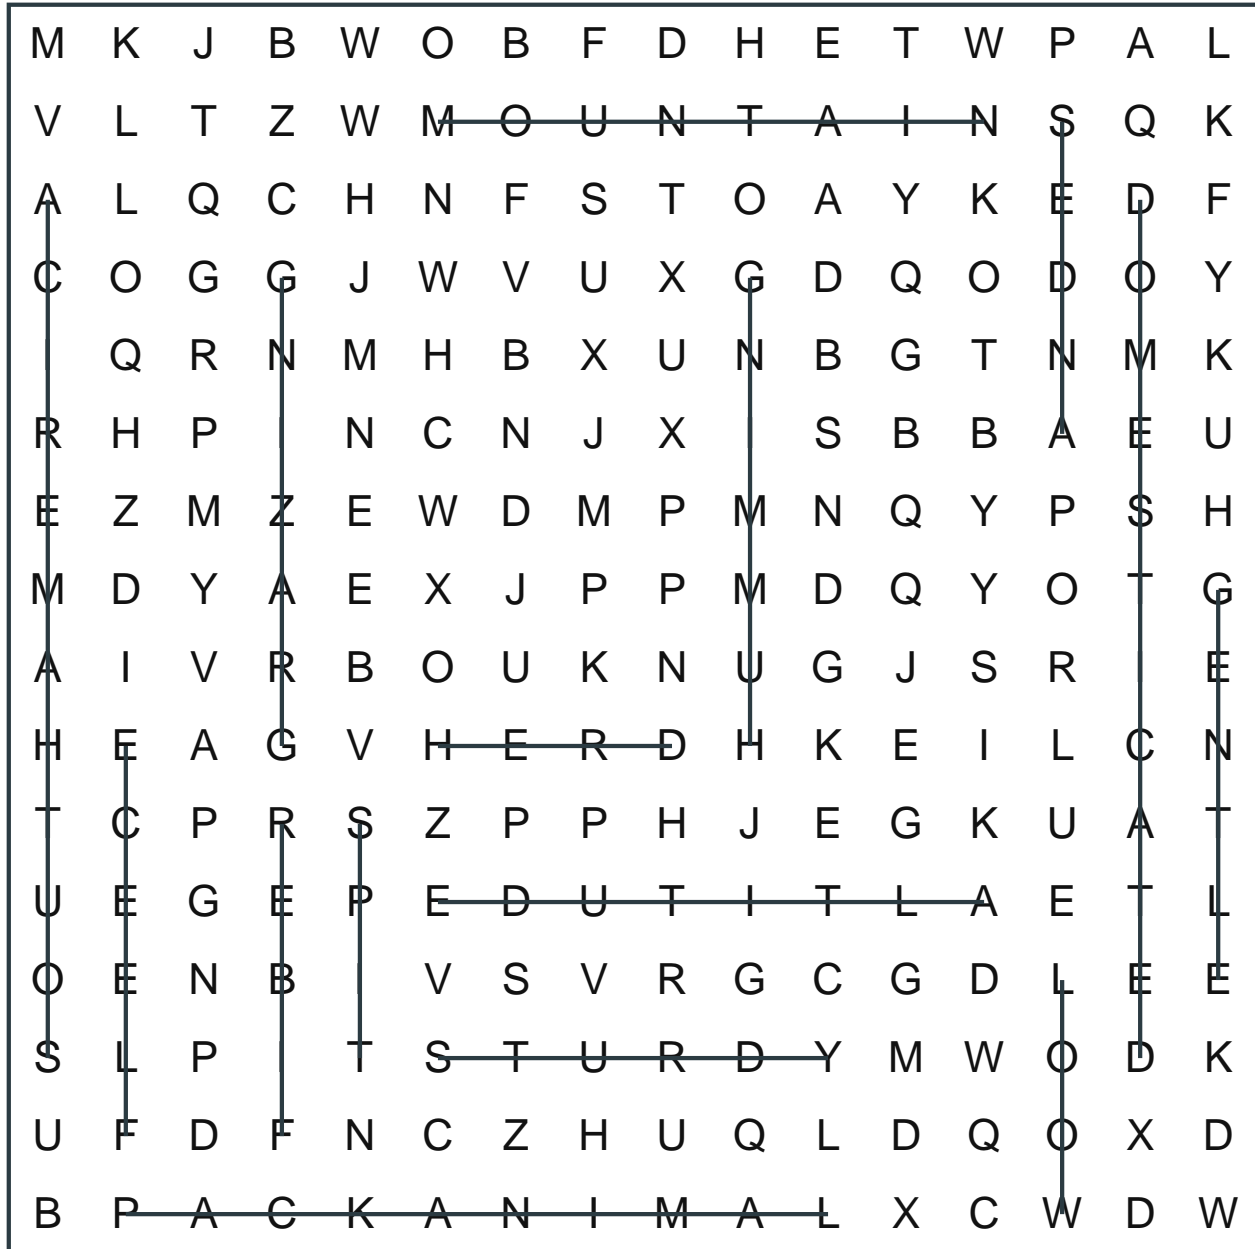 M K J B W O B F D H E T W P A L
V L T Z W M O U N T A I N S Q K
A L Q C H N F S T O A Y K E D F
C O G G J W V U X G D Q O D O Y
I Q R N M H B X U N B G T N M K
R H P I N C N J X I S B B A E U
E Z M Z E W D M P M N Q Y P S H
M D Y A E X J P P M D Q Y O T G
A I V R B O U K N U G J S R I E
H E A G V H E R D H K E I L C N
T C P R S Z P P H J E G K U A T
U E G E P E D U T I T L A E T L
O E N B I V S V R G C G D L E E
S L P I T S T U R D Y M W O D K
U F D F N C Z H U Q L D Q O X D
B P A C K A N I M A L X C W D W